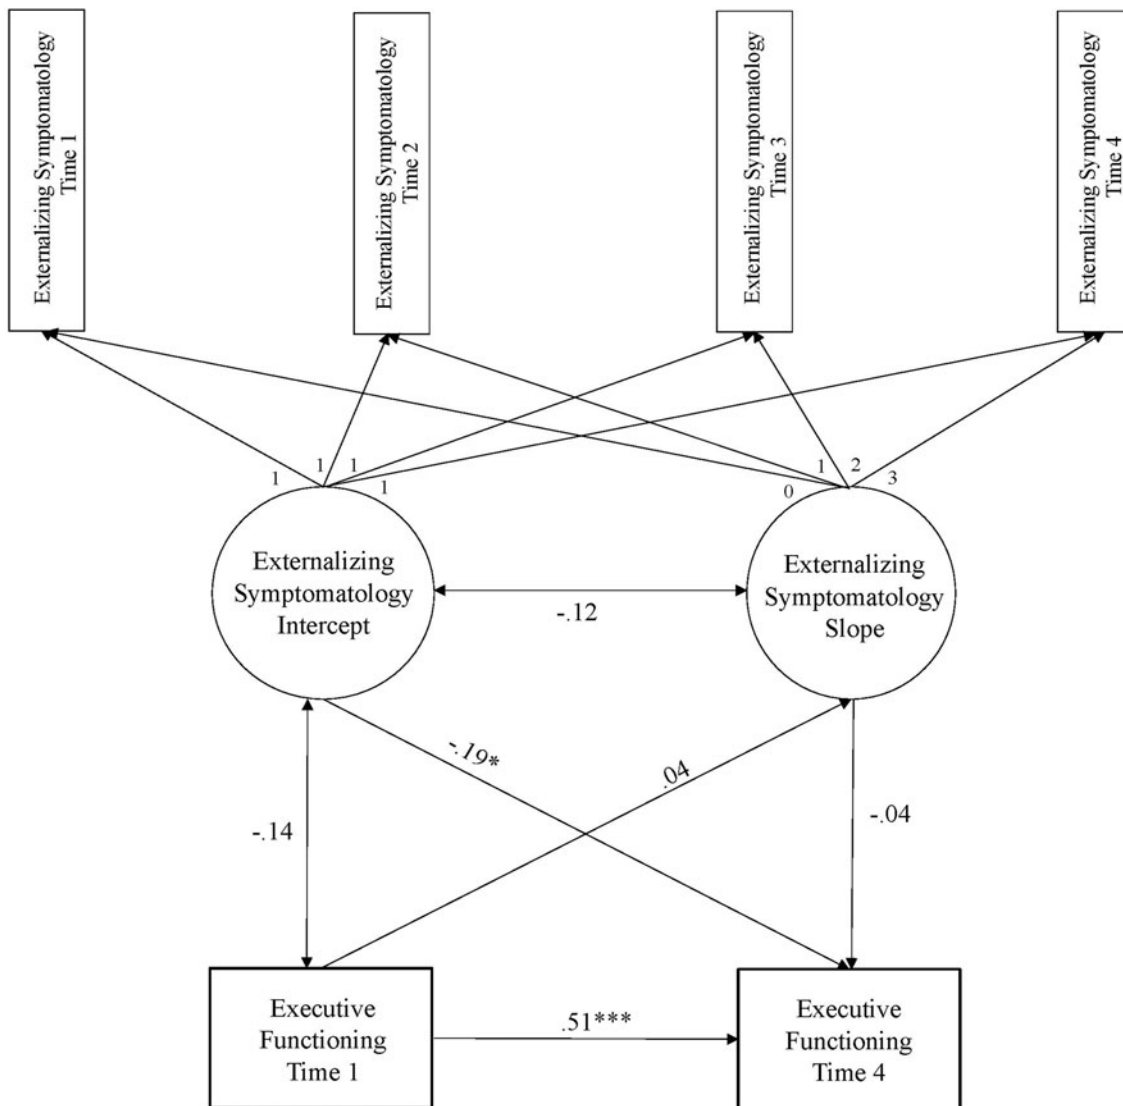 Externalizing Symptomatology
Time 1
Externalizing Symptomatology
Time 2
Externalizing Symptomatology
Time 3
Externalizing Symptomatology
Time 4
1
1
1
1
0
1
2
3
Externalizing
Symptomatology
Intercept
-.12
Externalizing
Symptomatology
Slope
-.19*
.04
-.14
-.04
Executive
Functioning
Time 1
.51***
Executive
Functioning
Time 4